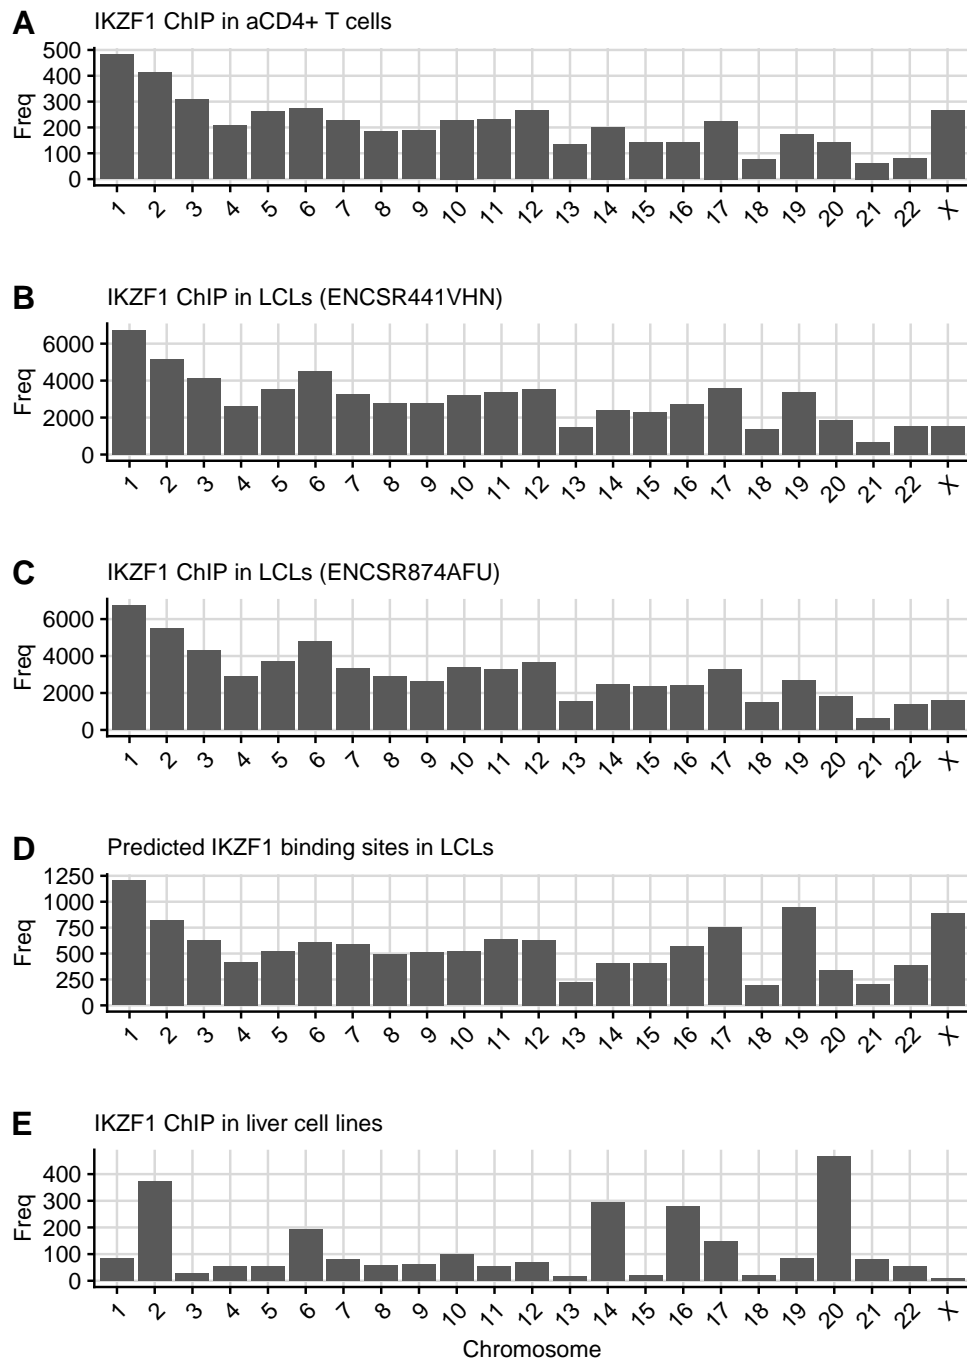 A IKZF1 ChIP in aCD4+ T cells
Freq
500
400
300
200
100
0
1 2 3 4 5 6 7 8 9 10 11 12 13 14 15 16 17 18 19 20 21 22 X
B IKZF1 ChIP in LCLs (ENCSR441VHN)
Freq
6000
4000
2000
0
1 2 3 4 5 6 7 8 9 10 11 12 13 14 15 16 17 18 19 20 21 22 X
C IKZF1 ChIP in LCLs (ENCSR874AFU)
Freq
6000
4000
2000
0
1 2 3 4 5 6 7 8 9 10 11 12 13 14 15 16 17 18 19 20 21 22 X
D Predicted IKZF1 binding sites in LCLs
Freq
1250
1000
750
500
250
0
1 2 3 4 5 6 7 8 9 10 11 12 13 14 15 16 17 18 19 20 21 22 X
E IKZF1 ChIP in liver cell lines
Freq
400
300
200
100
0
1 2 3 4 5 6 7 8 9 10 11 12 13 14 15 16 17 18 19 20 21 22 X
Chromosome